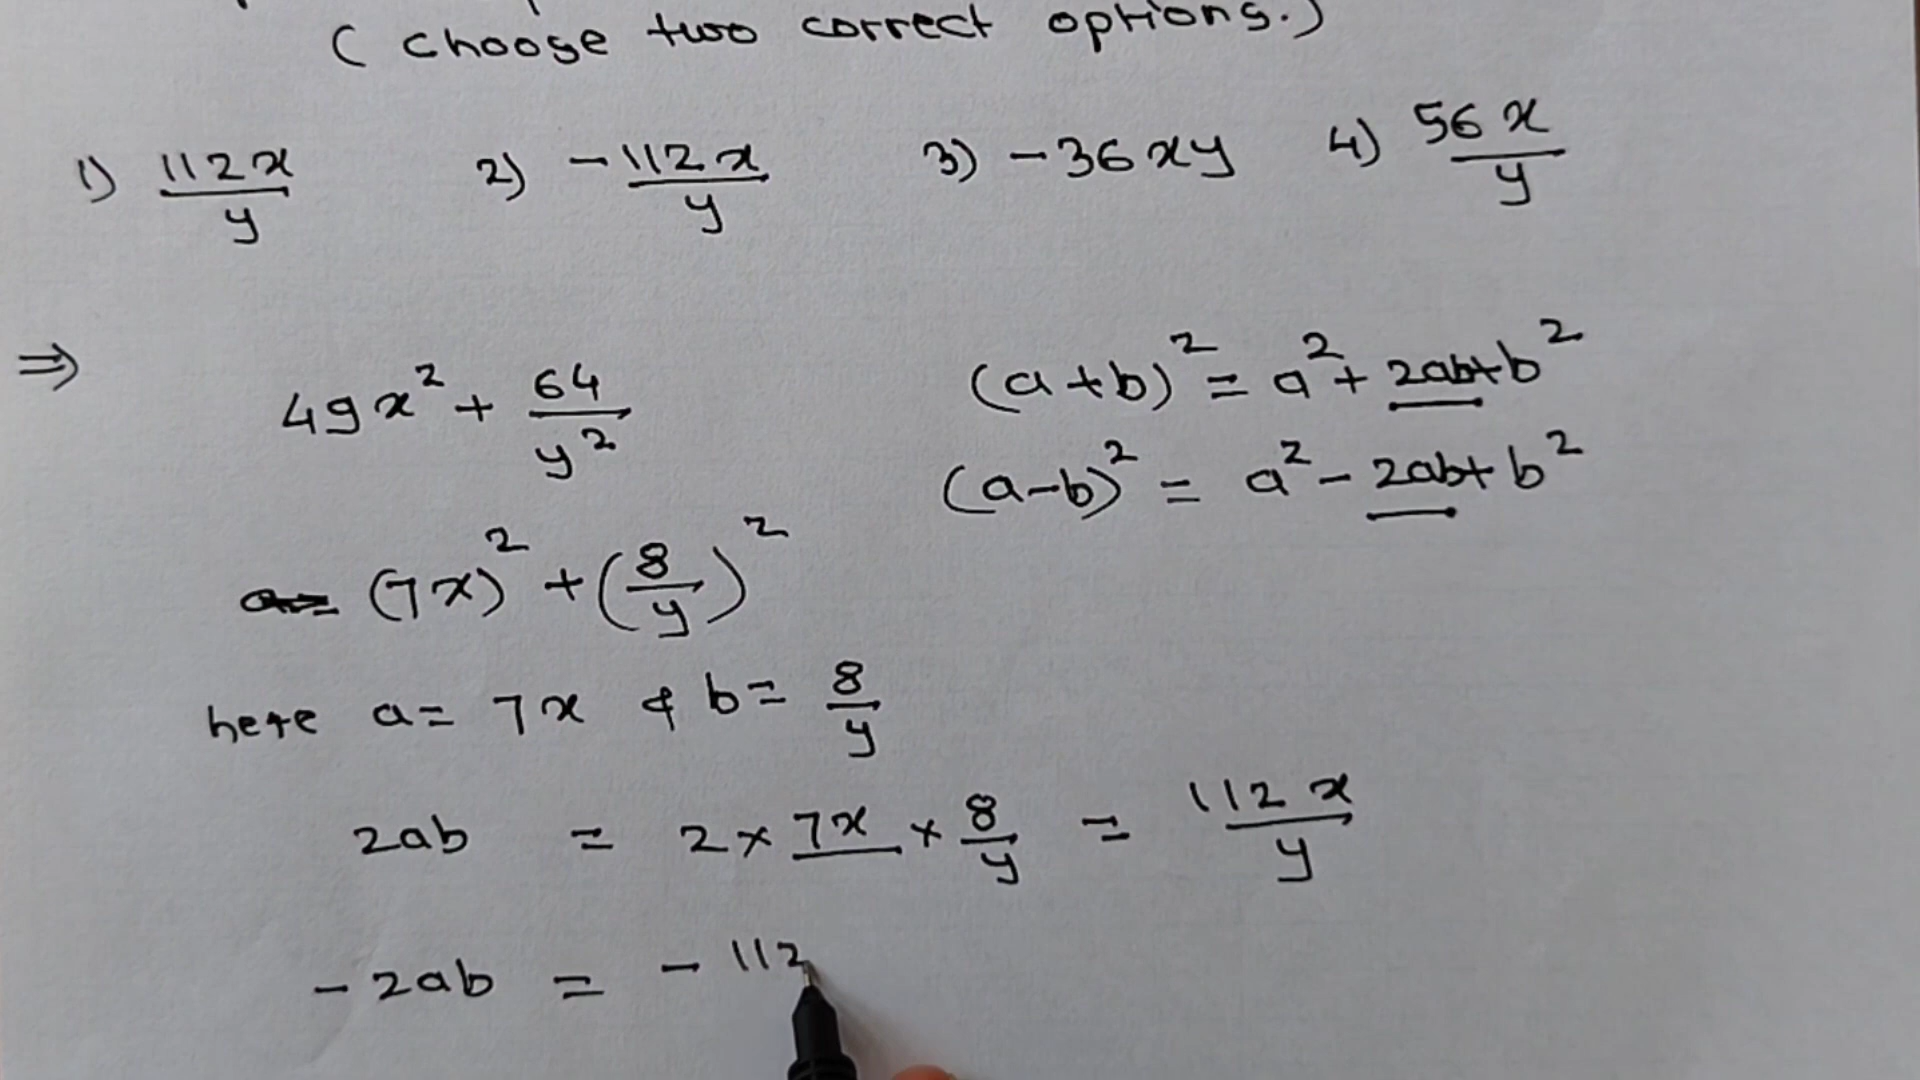 ( choose two correct options.)
1) 112x/y 2) -112x/y 3) -36xy 4) 56x/y
⇒ 49x² + 64/y² (a+b)² = a² + 2ab+b²
(a-b)² = a² - 2ab+b²
(7x)² + (8/y)²
here a = 7x & b = 8/y
2ab = 2 × 7x × 8/y = 112x/y
-2ab = -112